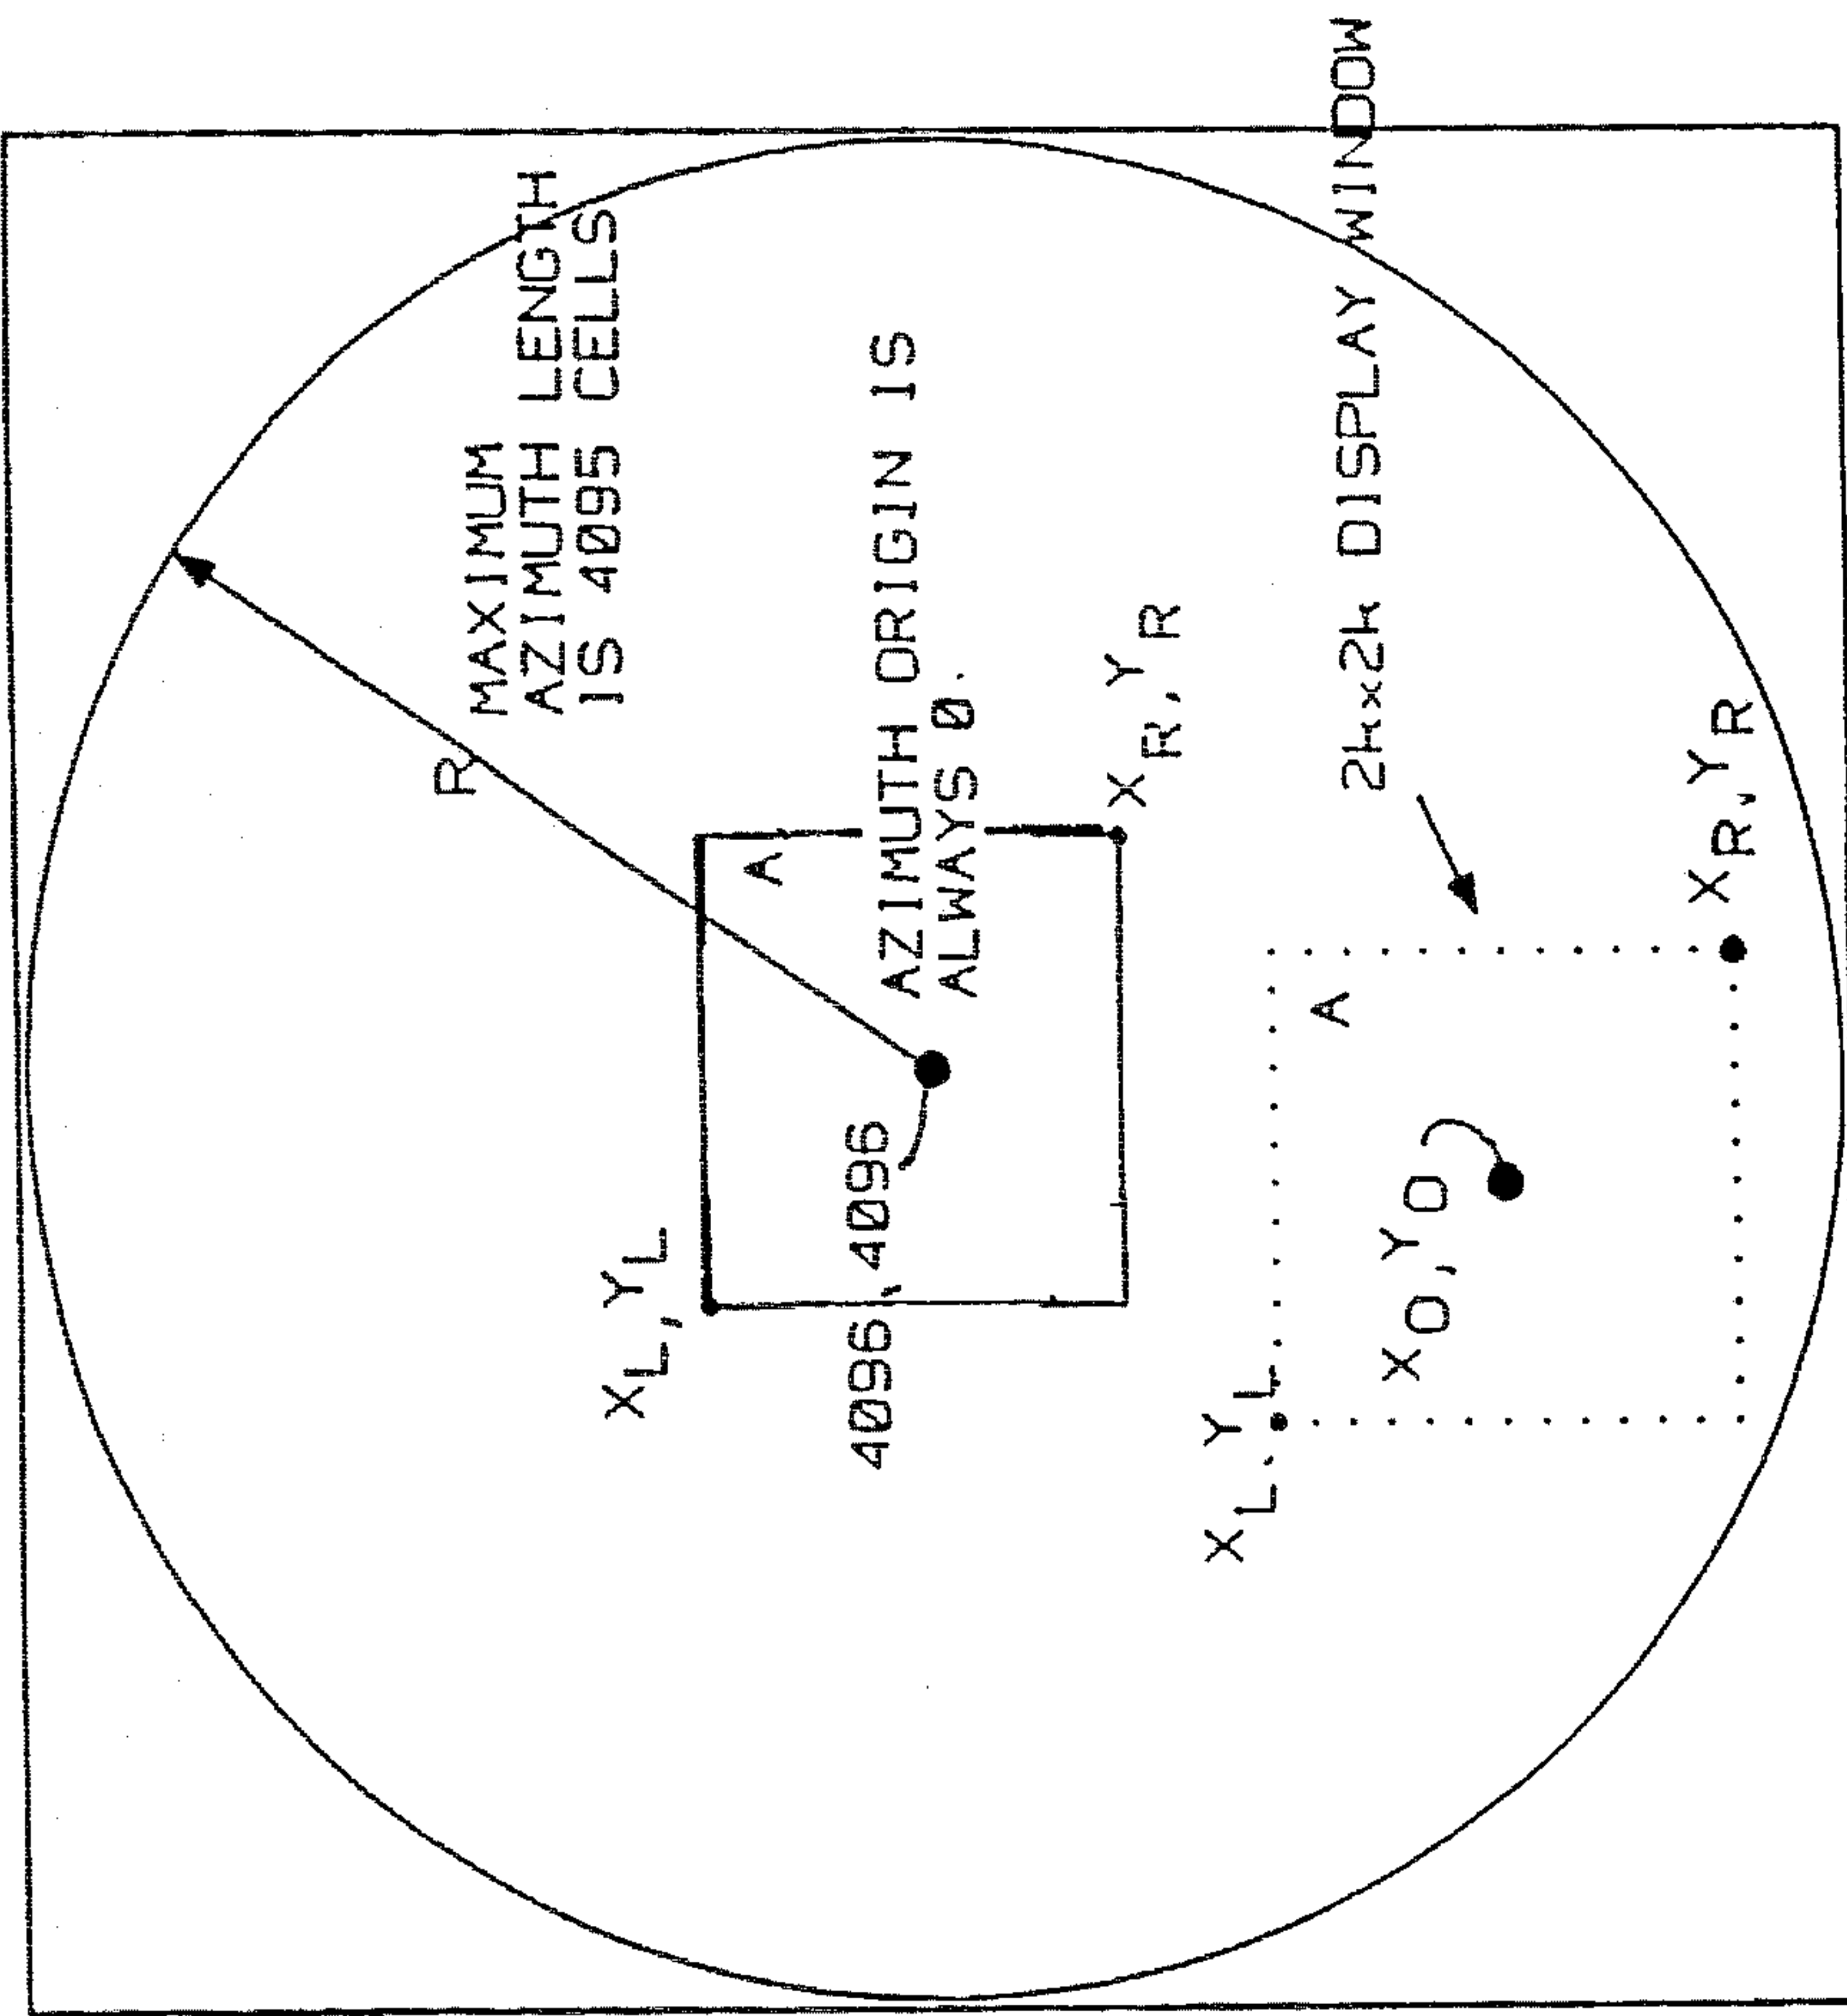 R
MAXIMUM
AZIMUTH LENGTH
IS 4095 CELLS
X_L, Y_L
A
4096, 4096
AZIMUTH ORIGIN IS
ALWAYS 0.
X_R, Y_R
X_L, Y_L
A
2k×2k DISPLAY WINDOW
X_O, Y_O
X_R, Y_R